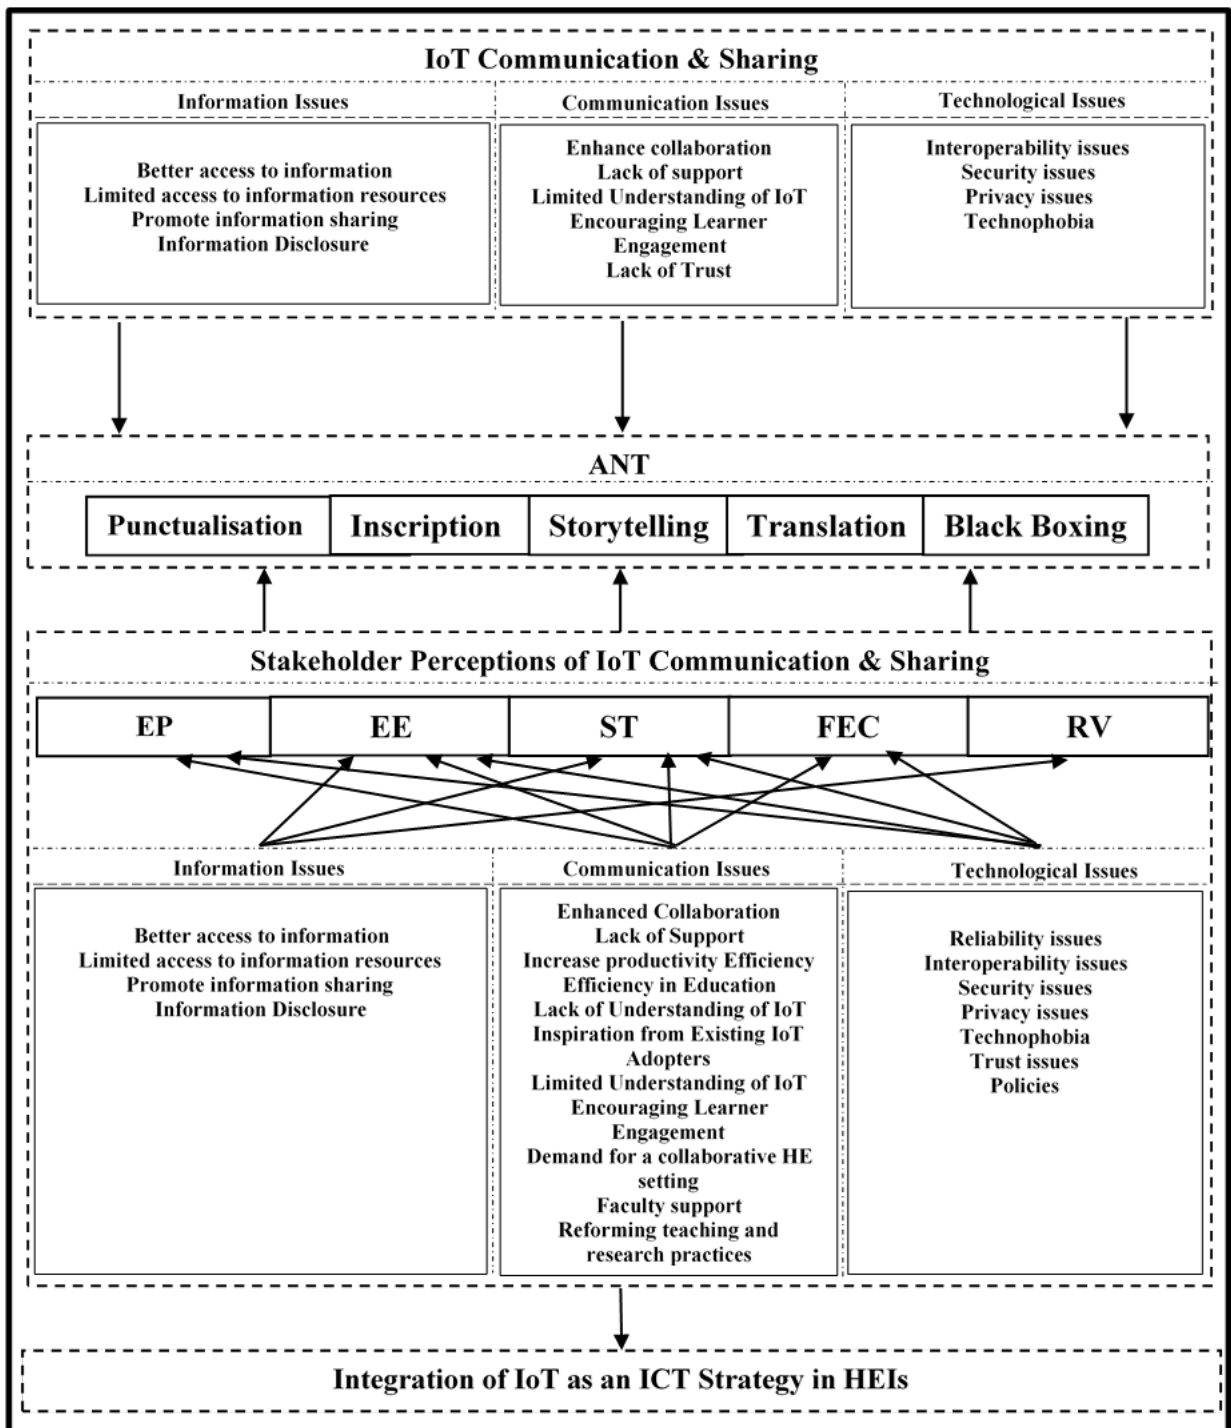 IoT Communication & Sharing
Information Issues
Better access to information
Limited access to information resources
Promote information sharing
Information Disclosure
Communication Issues
Enhance collaboration
Lack of support
Limited Understanding of IoT
Encouraging Learner
Engagement
Lack of Trust
Technological Issues
Interoperability issues
Security issues
Privacy issues
Technophobia
ANT
Punctualisation
Inscription
Storytelling
Translation
Black Boxing
Stakeholder Perceptions of IoT Communication & Sharing
EP
EE
ST
FEC
RV
Information Issues
Better access to information
Limited access to information resources
Promote information sharing
Information Disclosure
Communication Issues
Enhanced Collaboration
Lack of Support
Increase productivity Efficiency
Efficiency in Education
Lack of Understanding of IoT
Inspiration from Existing IoT
Adopters
Limited Understanding of IoT
Encouraging Learner
Engagement
Demand for a collaborative HE
setting
Faculty support
Reforming teaching and
research practices
Technological Issues
Reliability issues
Interoperability issues
Security issues
Privacy issues
Technophobia
Trust issues
Policies
Integration of IoT as an ICT Strategy in HEIs